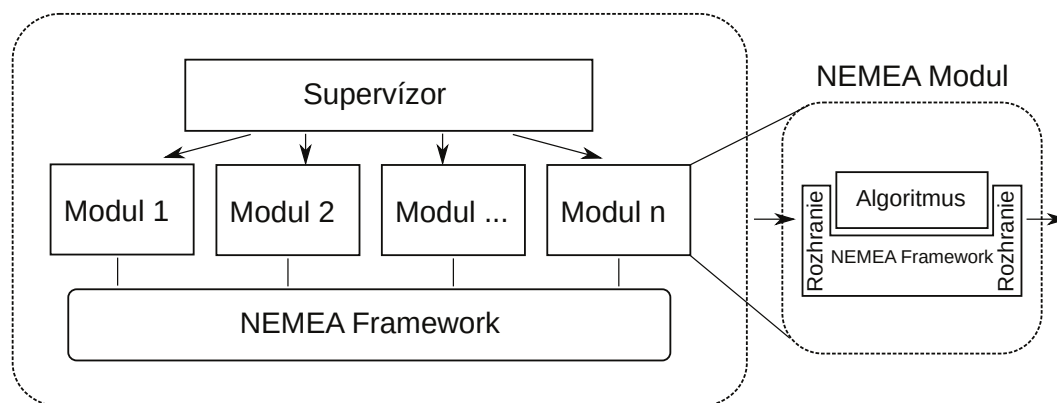 Supervízor
Modul 1
Modul 2
Modul ...
Modul n
NEMEA Framework
NEMEA Modul
Rozhranie
Algoritmus
NEMEA Framework
Rozhranie